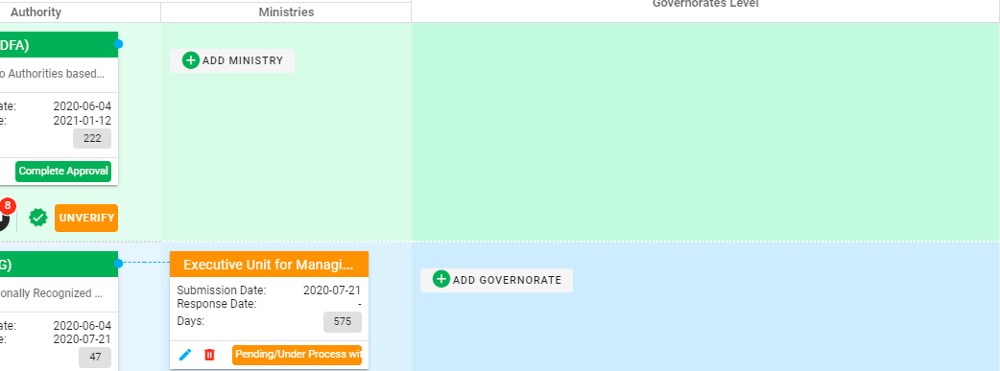 Authority
Ministries
Governorates Level
DFA)
o Authorities based...
ate: 2020-06-04
e: 2021-01-12
222
Complete Approval
8
UNVERIFY
ADD MINISTRY
G)
onally Recognized ...
ate: 2020-06-04
e: 2020-07-21
47
Executive Unit for Managi...
Submission Date: 2020-07-21
Response Date: -
Days: 575
Pending/Under Process wit
ADD GOVERNORATE